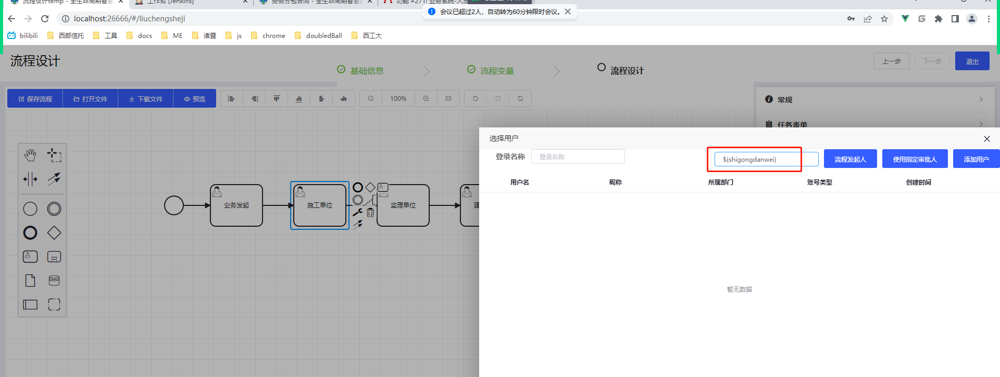 流程设计temp - 全生命周期智慧
工作台 [Jenkins]
劳务分包合同 - 全生命周期智慧
功能 #271: 业务系统-人员
会议已超过2人，自动转为60分钟限时会议。
localhost:26666/#/liuchengsheji
bilibili
西部信托
工具
docs
ME
诸暨
js
chrome
doubledBall
西工大
流程设计
基础信息
流程变量
流程设计
上一步
下一步
退出
保存流程
打开文件
下载文件
预览
100%
常规
任务表单
选择用户
登录名称
登录名称
${shigongdanwei}
流程发起人
使用指定审批人
添加用户
用户名
昵称
所属部门
账号类型
创建时间
业务发起
施工单位
监理单位
建
暂无数据